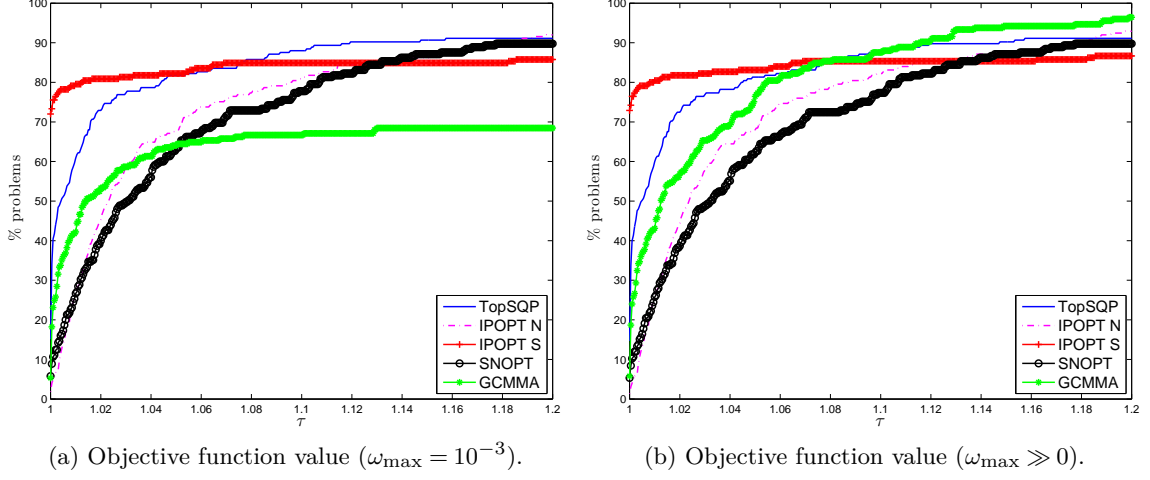 100
90
80
70
60
50
40
30
20
10
0
% problems
1 1.02 1.04 1.06 1.08 1.1 1.12 1.14 1.16 1.18 1.2
τ
TopSQP
IPOPT N
IPOPT S
SNOPT
GCMMA
(a) Objective function value (ω_max = 10⁻³).
100
90
80
70
60
50
40
30
20
10
0
% problems
1 1.02 1.04 1.06 1.08 1.1 1.12 1.14 1.16 1.18 1.2
τ
TopSQP
IPOPT N
IPOPT S
SNOPT
GCMMA
(b) Objective function value (ω_max ≫ 0).